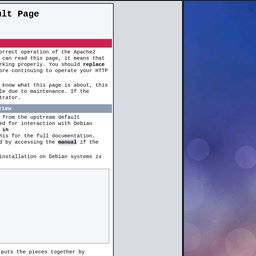 ult Page
orrect operation of the Apache2
can read this page, it means that
rking properly. You should replace
ore continuing to operate your HTTP
know what this page is about, this
le due to maintenance. If the
trator.
view
from the upstream default
ed for interaction with Debian
in
his for the full documentation.
d by accessing the manual if the
installation on Debian systems is
puts the pieces together by